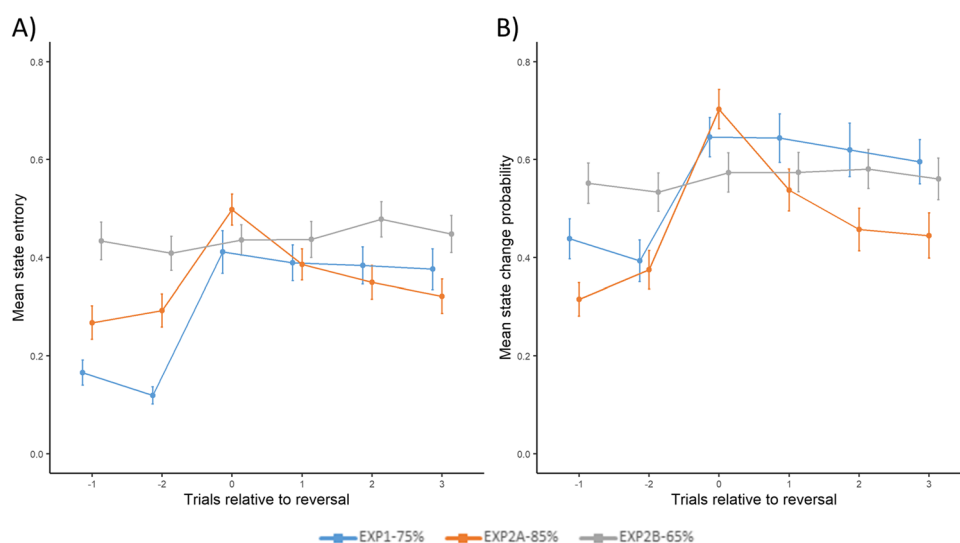 A)
B)
Mean state entrory
0.8
0.6
0.4
0.2
0.0
-1 -2 0 1 2 3
Trials relative to reversal
Mean state change probability
0.8
0.6
0.4
0.2
0.0
-1 -2 0 1 2 3
Trials relative to reversal
EXP1-75% EXP2A-85% EXP2B-65%